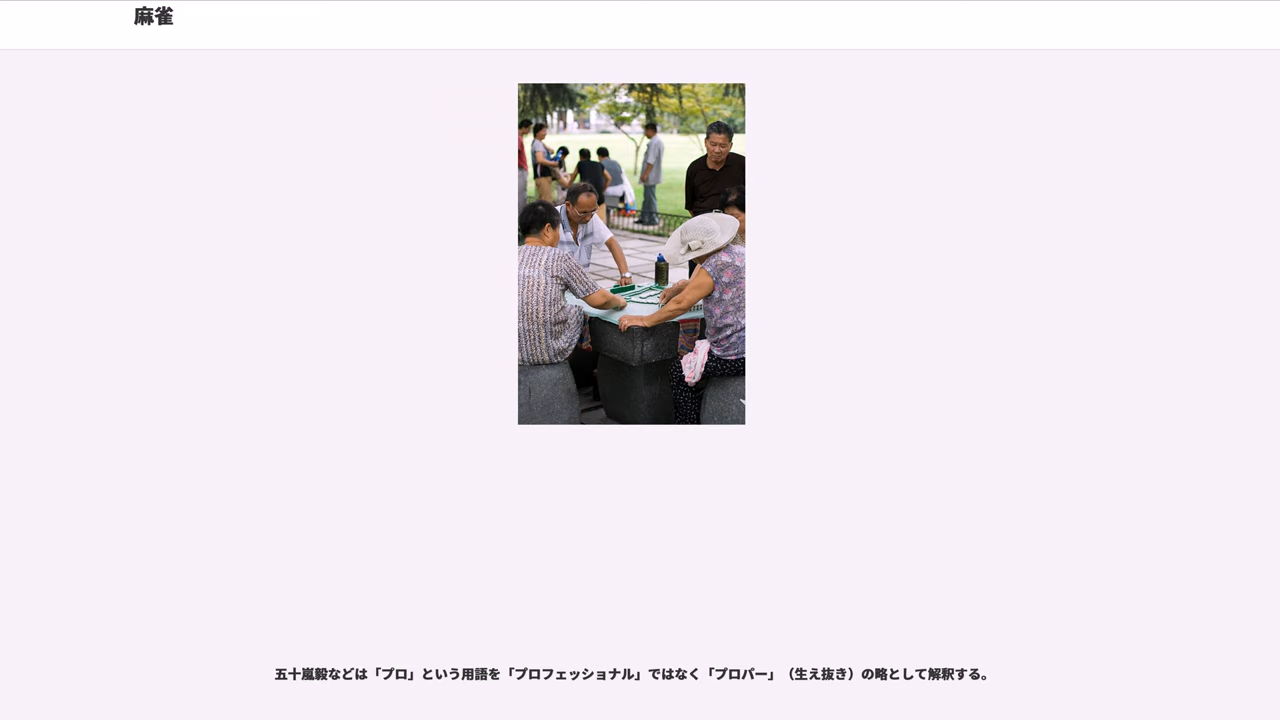 麻雀
五十嵐毅などは「プロ」という用語を「プロフェッショナル」ではなく「プロパー」（生え抜き）の略として解釈する。